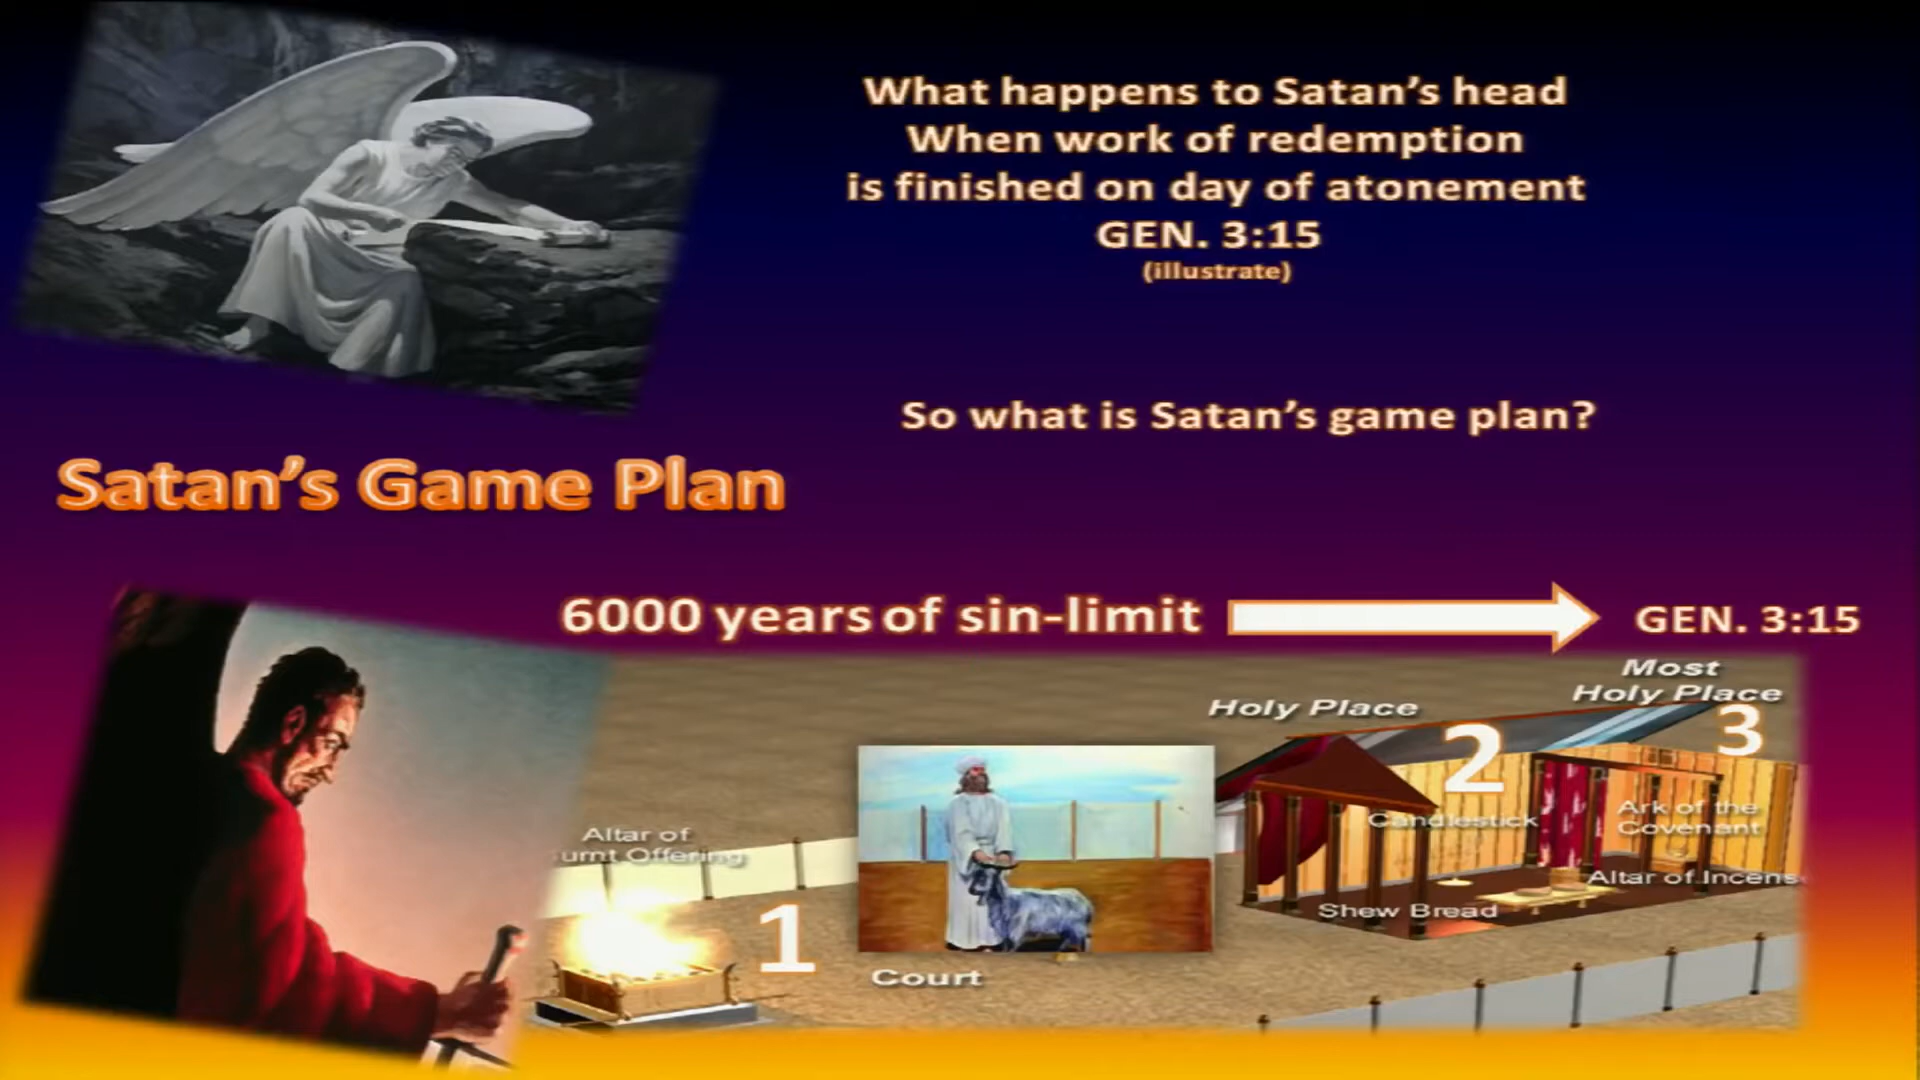 What happens to Satan's head
When work of redemption
is finished on day of atonement
GEN. 3:15
(illustrate)
So what is Satan's game plan?
Satan's Game Plan
6000 years of sin-limit
GEN. 3:15
Most
Holy Place
Holy Place
3
2
Ark of the
Covenant
Candlestick
Altar of
urnt Offering
Altar of Incens
Shew Bread
1
Court